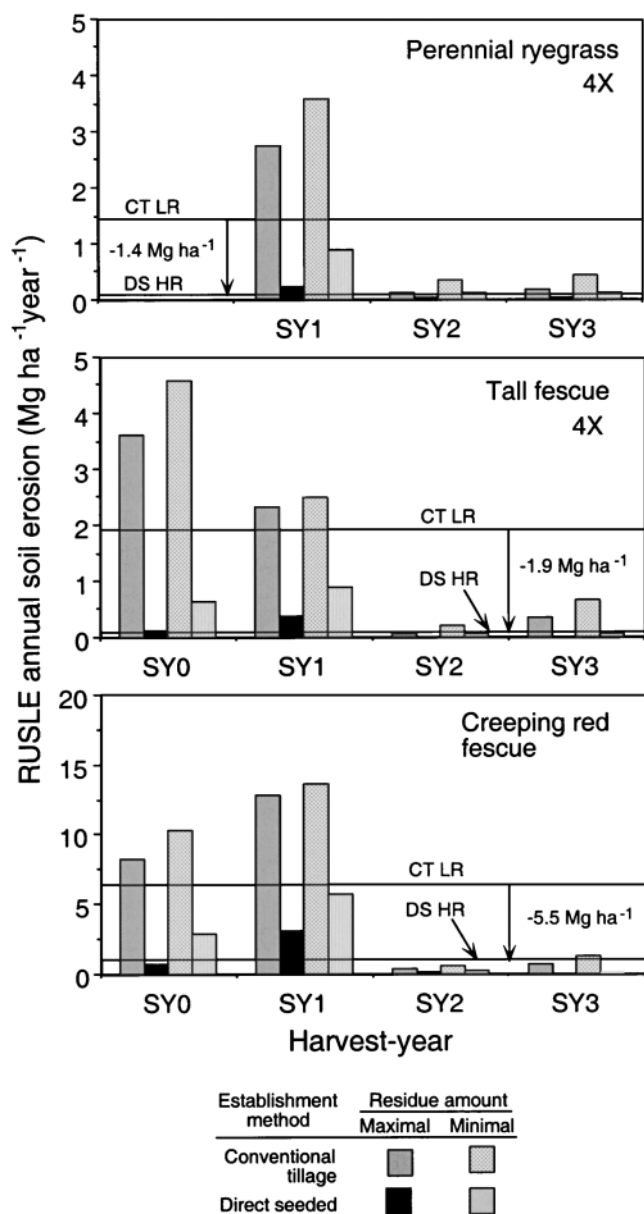 RUSLE annual soil erosion (Mg ha⁻¹year⁻¹)
5
Perennial ryegrass
4
4X
3
2
CT LR
1
-1.4 Mg ha⁻¹
DS HR
0
SY1 SY2 SY3
5
Tall fescue
4
4X
3
2
CT LR
-1.9 Mg ha⁻¹
1
DS HR
0
SY0 SY1 SY2 SY3
20
Creeping red
fescue
15
10
CT LR
5
DS HR
-5.5 Mg ha⁻¹
0
SY0 SY1 SY2 SY3
Harvest-year
Establishment Residue amount
method Maximal Minimal
Conventional
tillage
Direct seeded